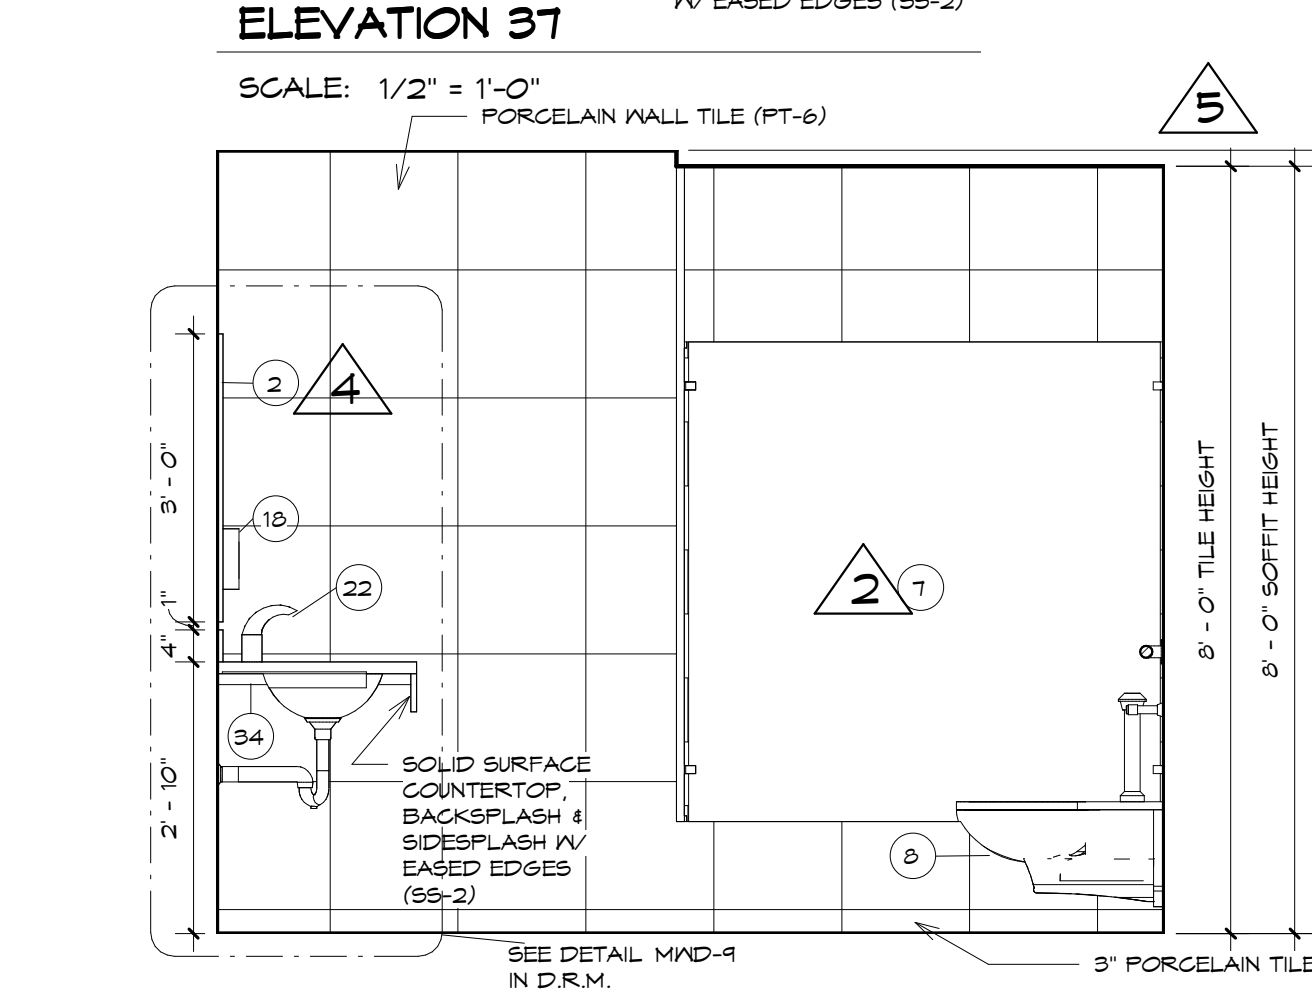 W/ EASED EDGES (SS-2)
ELEVATION 37
SCALE: 1/2" = 1'-0"
PORCELAIN WALL TILE (PT-6)
5
2
4
3' - 0"
18
22
1"
4"
2
7
34
2' - 10"
8' - 0" TILE HEIGHT
8' - 0" SOFFIT HEIGHT
SOLID SURFACE
COUNTERTOP,
BACKSPLASH &
SIDESPLASH W/
EASED EDGES
(SS-2)
8
SEE DETAIL MWD-9
IN D.R.M.
3" PORCELAIN TILE